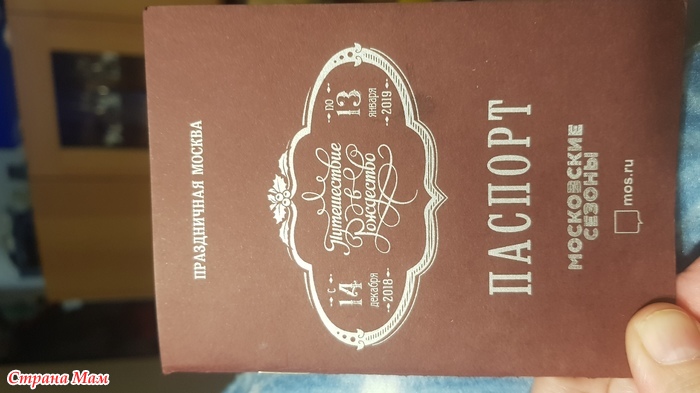 ПРАЗДНИЧНАЯ МОСКВА
с
14
декабря
2018
Путешествие
в
Рождество
по
13
января
2019
ПАСПОРТ
МОСКОВСКИЕ
СЕЗОНЫ
mos.ru
Страна Мам